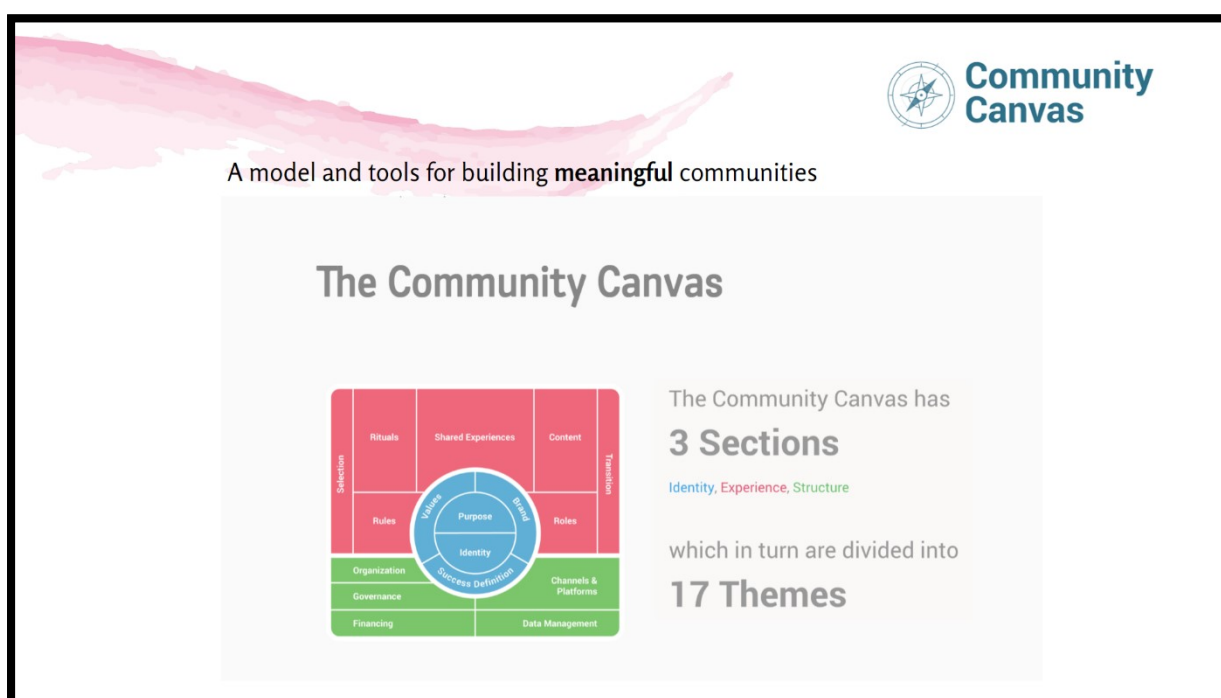 Community
Canvas
A model and tools for building meaningful communities
The Community Canvas
Selection
Rituals
Shared Experiences
Content
Transition
Rules
Values
Brand
Roles
Purpose
Identity
Success Definition
Organization
Governance
Financing
Channels &
Platforms
Data Management
The Community Canvas has
3 Sections
Identity, Experience, Structure
which in turn are divided into
17 Themes